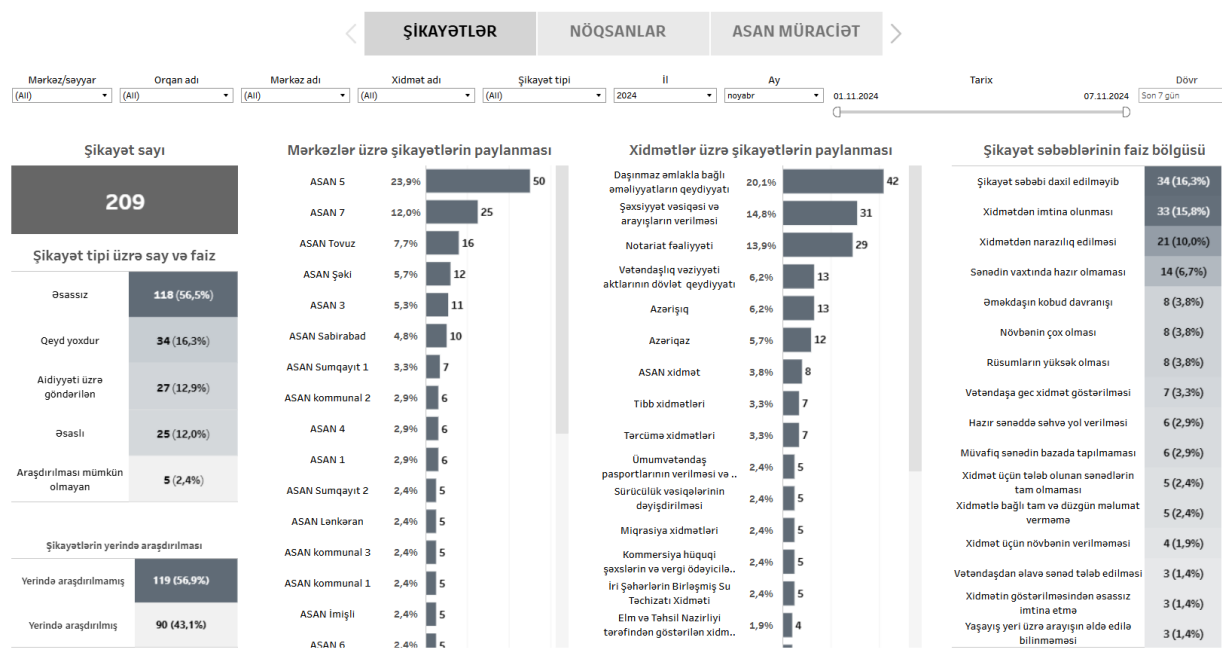 ŞİKAYƏTLƏR
NÖQSANLAR
ASAN MÜRACİƏT
Mərkəz/səyyar
Orqan adı
Mərkəz adı
Xidmət adı
Şikayət tipi
İl
Ay
Tarix
Dövr
(All)
(All)
(All)
(All)
(All)
2024
noyabr
01.11.2024
07.11.2024
Son 7 gün
Şikayət sayı
209
Şikayət tipi üzrə say və faiz
Əsassız
118 (56,5%)
Qeyd yoxdur
34 (16,3%)
Aidiyyəti üzrə
göndərilən
27 (12,9%)
Əsaslı
25 (12,0%)
Araşdırılması mümkün
olmayan
5 (2,4%)
Şikayətlərin yerində araşdırılması
Yerində araşdırılmamış
119 (56,9%)
Yerində araşdırılmış
90 (43,1%)
Mərkəzlər üzrə şikayətlərin paylanması
ASAN 5 23,9% 50
ASAN 7 12,0% 25
ASAN Tovuz 7,7% 16
ASAN Şəki 5,7% 12
ASAN 3 5,3% 11
ASAN Sabirabad 4,8% 10
ASAN Sumqayıt 1 3,3% 7
ASAN kommunal 2 2,9% 6
ASAN 4 2,9% 6
ASAN 1 2,9% 6
ASAN Sumqayıt 2 2,4% 5
ASAN Lənkəran 2,4% 5
ASAN kommunal 3 2,4% 5
ASAN kommunal 1 2,4% 5
ASAN İmişli 2,4% 5
ASAN 6 2,4% 5
Xidmətlər üzrə şikayətlərin paylanması
Daşınmaz əmlakla bağlı
əməliyyatların qeydiyyatı
20,1% 42
Şəxsiyyət vəsiqəsi və
arayışların verilməsi
14,8% 31
Notariat fəaliyyəti 13,9% 29
Vətəndaşlıq vəziyyəti
aktlarının dövlət qeydiyyatı
6,2% 13
Azərişıq 6,2% 13
Azəriqaz 5,7% 12
ASAN xidmət 3,8% 8
Tibb xidmətləri 3,3% 7
Tərcümə xidmətləri 3,3% 7
Ümumvətəndaş
pasportlarının verilməsi və ..
2,4% 5
Sürücülük vəsiqələrinin
dəyişdirilməsi
2,4% 5
Miqrasiya xidmətləri 2,4% 5
Kommersiya hüquqi
şəxslərin və vergi ödəyicilə..
2,4% 5
İri Şəhərlərin Birləşmiş Su
Təchizatı Xidməti
2,4% 5
Elm və Təhsil Nazirliyi
tərəfindən göstərilən xidm..
1,9% 4
Şikayət səbəblərinin faiz bölgüsü
Şikayət səbəbi daxil edilməyib 34 (16,3%)
Xidmətdən imtina olunması 33 (15,8%)
Xidmətdən narazılıq edilməsi 21 (10,0%)
Sənədin vaxtında hazır olmaması 14 (6,7%)
Əməkdaşın kobud davranışı 8 (3,8%)
Növbənin çox olması 8 (3,8%)
Rüsumların yüksək olması 8 (3,8%)
Vətəndaşa gec xidmət göstərilməsi 7 (3,3%)
Hazır sənəddə səhvə yol verilməsi 6 (2,9%)
Müvafiq sənədin bazada tapılmaması 6 (2,9%)
Xidmət üçün tələb olunan sənədlərin
tam olmaması
5 (2,4%)
Xidmətlə bağlı tam və düzgün məlumat
verməmə
5 (2,4%)
Xidmət üçün növbənin verilməməsi 4 (1,9%)
Vətəndaşdan əlavə sənəd tələb edilməsi 3 (1,4%)
Xidmətin göstərilməsindən əsassız
imtina etmə
3 (1,4%)
Yaşayış yeri üzrə arayışın əldə edilə
bilinməməsi
3 (1,4%)